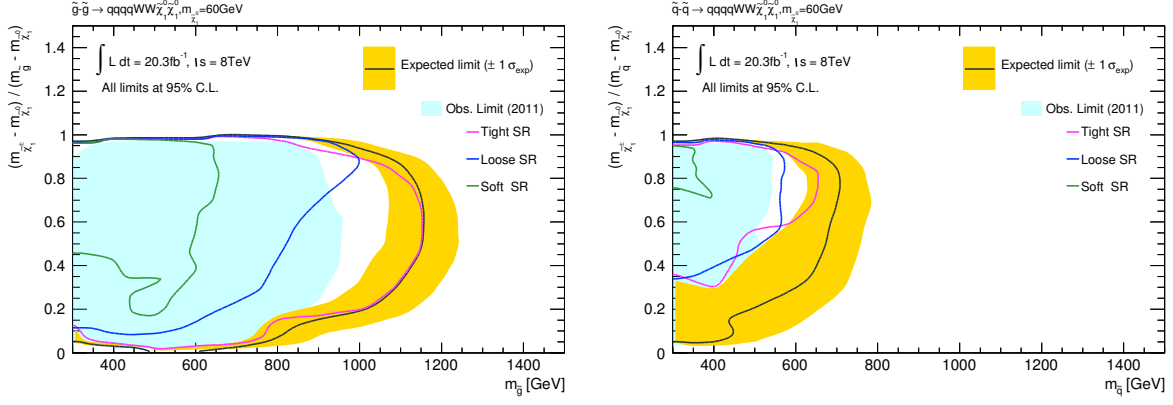 g̃-g̃ → qqqqWWχ̃₁⁰χ̃₁⁰, m_χ̃₁⁰=60GeV
∫ L dt = 20.3fb⁻¹, ı s = 8TeV
All limits at 95% C.L.
Expected limit (± 1 σ_exp)
Obs. Limit (2011)
Tight SR
Loose SR
Soft SR
(m_χ̃₁± - m_χ̃₁⁰) / (m_g̃ - m_χ̃₁⁰)
1.4
1.2
1
0.8
0.6
0.4
0.2
0
400 600 800 1000 1200 1400
m_g̃ [GeV]
q̃-q̃ → qqqqWWχ̃₁⁰χ̃₁⁰, m_χ̃₁⁰=60GeV
∫ L dt = 20.3fb⁻¹, ı s = 8TeV
All limits at 95% C.L.
Expected limit (± 1 σ_exp)
Obs. Limit (2011)
Tight SR
Loose SR
Soft SR
(m_χ̃₁± - m_χ̃₁⁰) / (m_q̃ - m_χ̃₁⁰)
1.4
1.2
1
0.8
0.6
0.4
0.2
0
400 600 800 1000 1200 1400
m_q̃ [GeV]